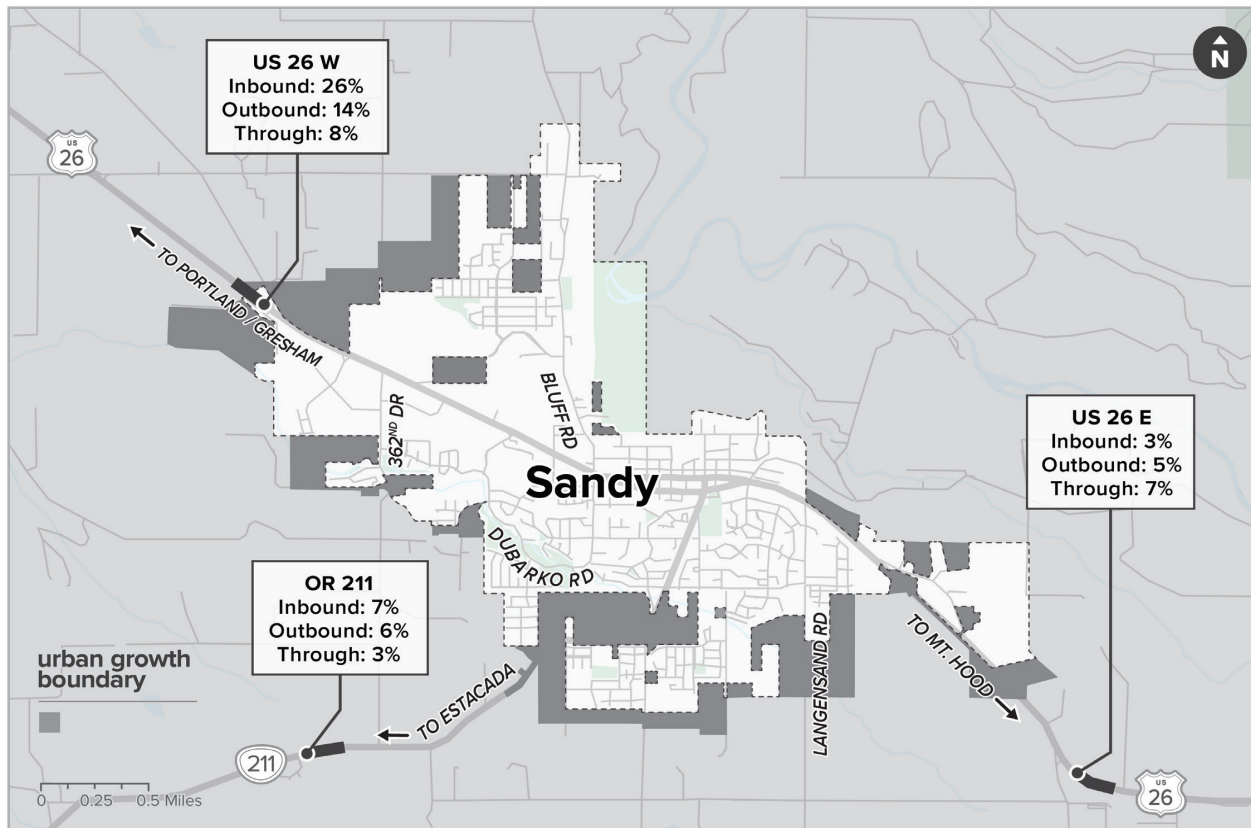 US 26 W
Inbound: 26%
Outbound: 14%
Through: 8%
N
US
26
TO PORTLAND / GRESHAM
362ND DR
BLUFF RD
Sandy
US 26 E
Inbound: 3%
Outbound: 5%
Through: 7%
DUBARKO RD
OR 211
Inbound: 7%
Outbound: 6%
Through: 3%
urban growth
boundary
TO ESTACADA
LANGENSAND RD
TO MT. HOOD
211
US
26
0 0.25 0.5 Miles